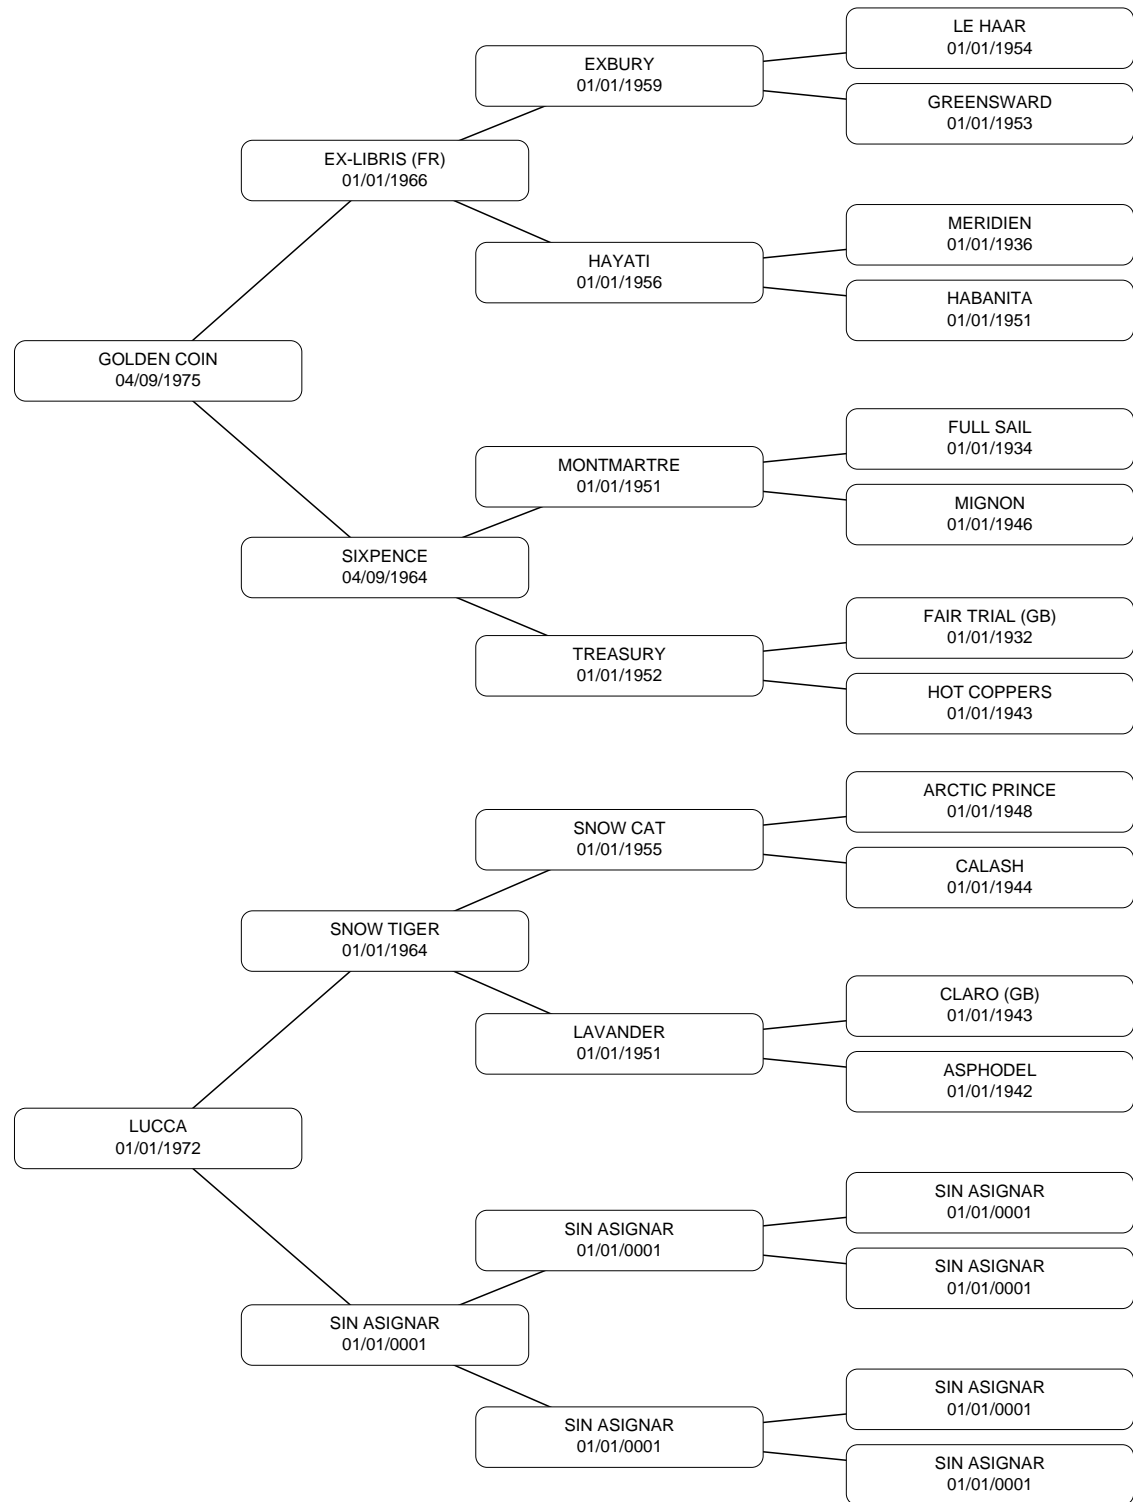 LE HAAR
01/01/1954
EXBURY
01/01/1959
GREENSWARD
01/01/1953
EX-LIBRIS (FR)
01/01/1966
MERIDIEN
01/01/1936
HAYATI
01/01/1956
HABANITA
01/01/1951
GOLDEN COIN
04/09/1975
FULL SAIL
01/01/1934
MONTMARTRE
01/01/1951
MIGNON
01/01/1946
SIXPENCE
04/09/1964
FAIR TRIAL (GB)
01/01/1932
TREASURY
01/01/1952
HOT COPPERS
01/01/1943
ARCTIC PRINCE
01/01/1948
SNOW CAT
01/01/1955
CALASH
01/01/1944
SNOW TIGER
01/01/1964
CLARO (GB)
01/01/1943
LAVANDER
01/01/1951
ASPHODEL
01/01/1942
LUCCA
01/01/1972
SIN ASIGNAR
01/01/0001
SIN ASIGNAR
01/01/0001
SIN ASIGNAR
01/01/0001
SIN ASIGNAR
01/01/0001
SIN ASIGNAR
01/01/0001
SIN ASIGNAR
01/01/0001
SIN ASIGNAR
01/01/0001